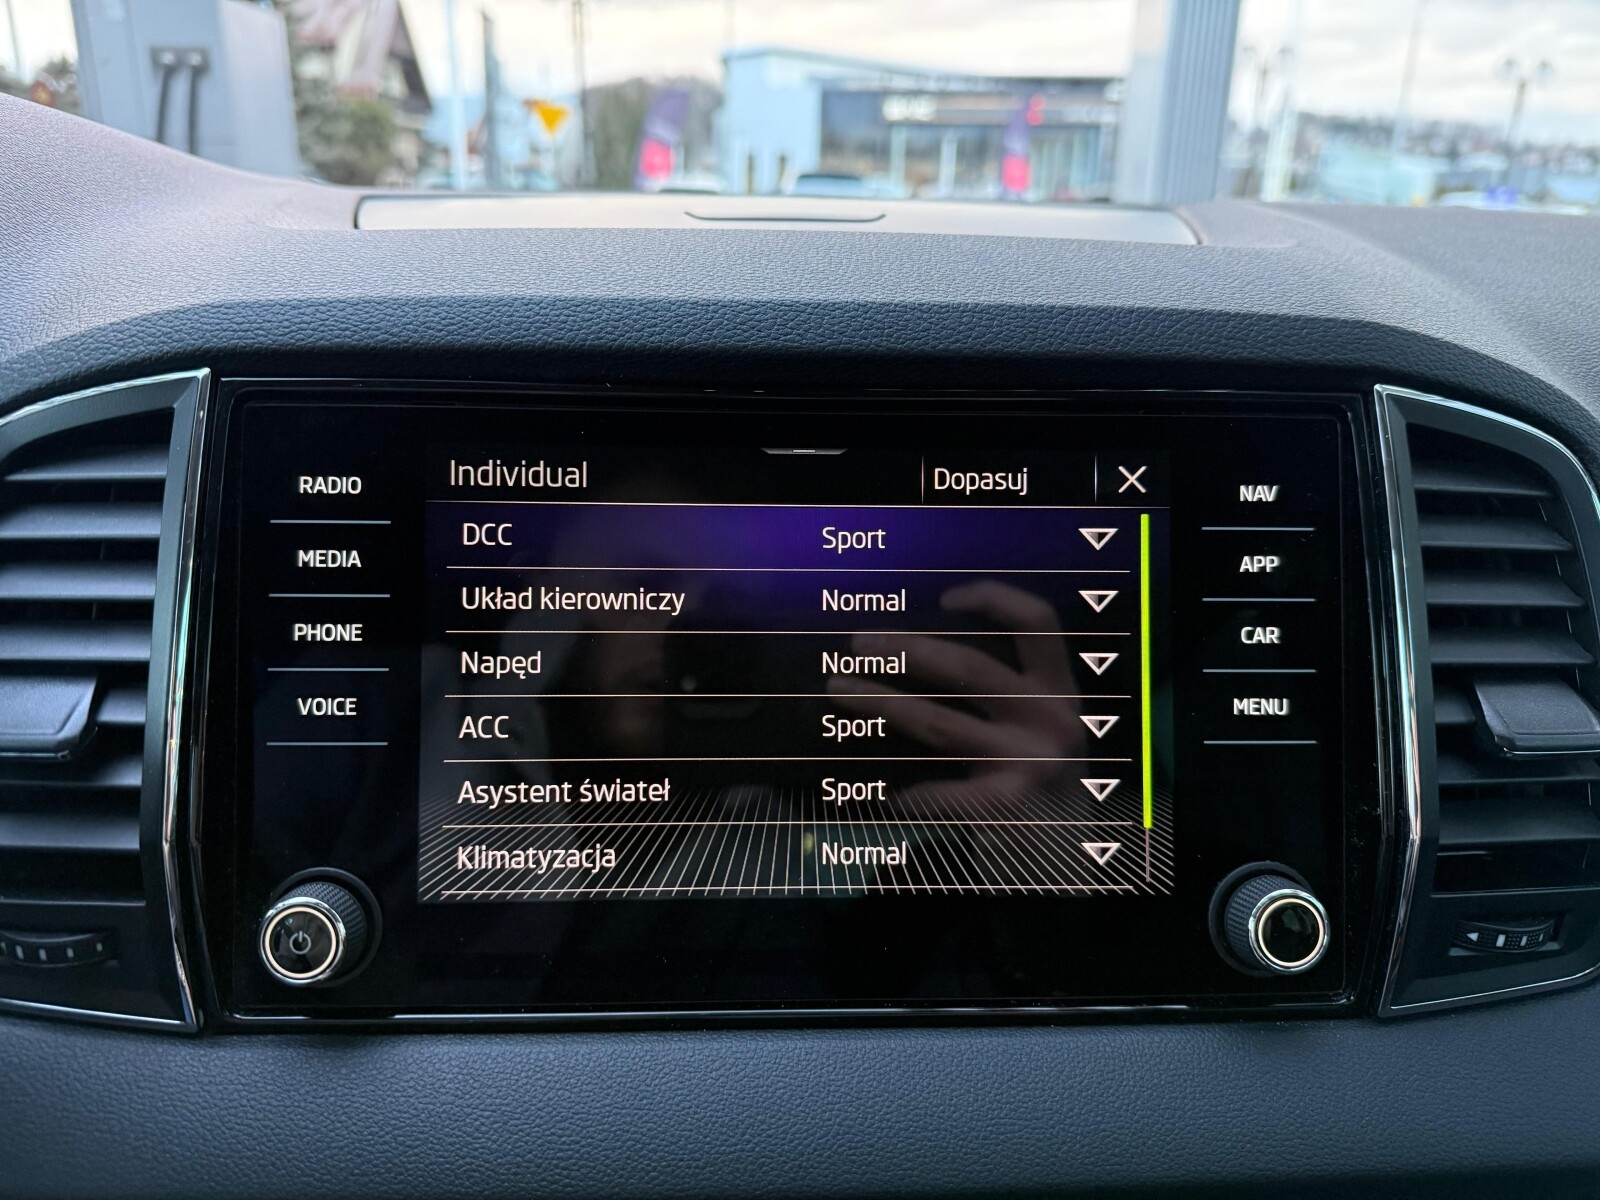 Individual Dopasuj
RADIO
MEDIA
PHONE
VOICE
DCC Sport
Układ kierowniczy Normal
Napęd Normal
ACC Sport
Asystent świateł Sport
Klimatyzacja Normal
NAV
APP
CAR
MENU